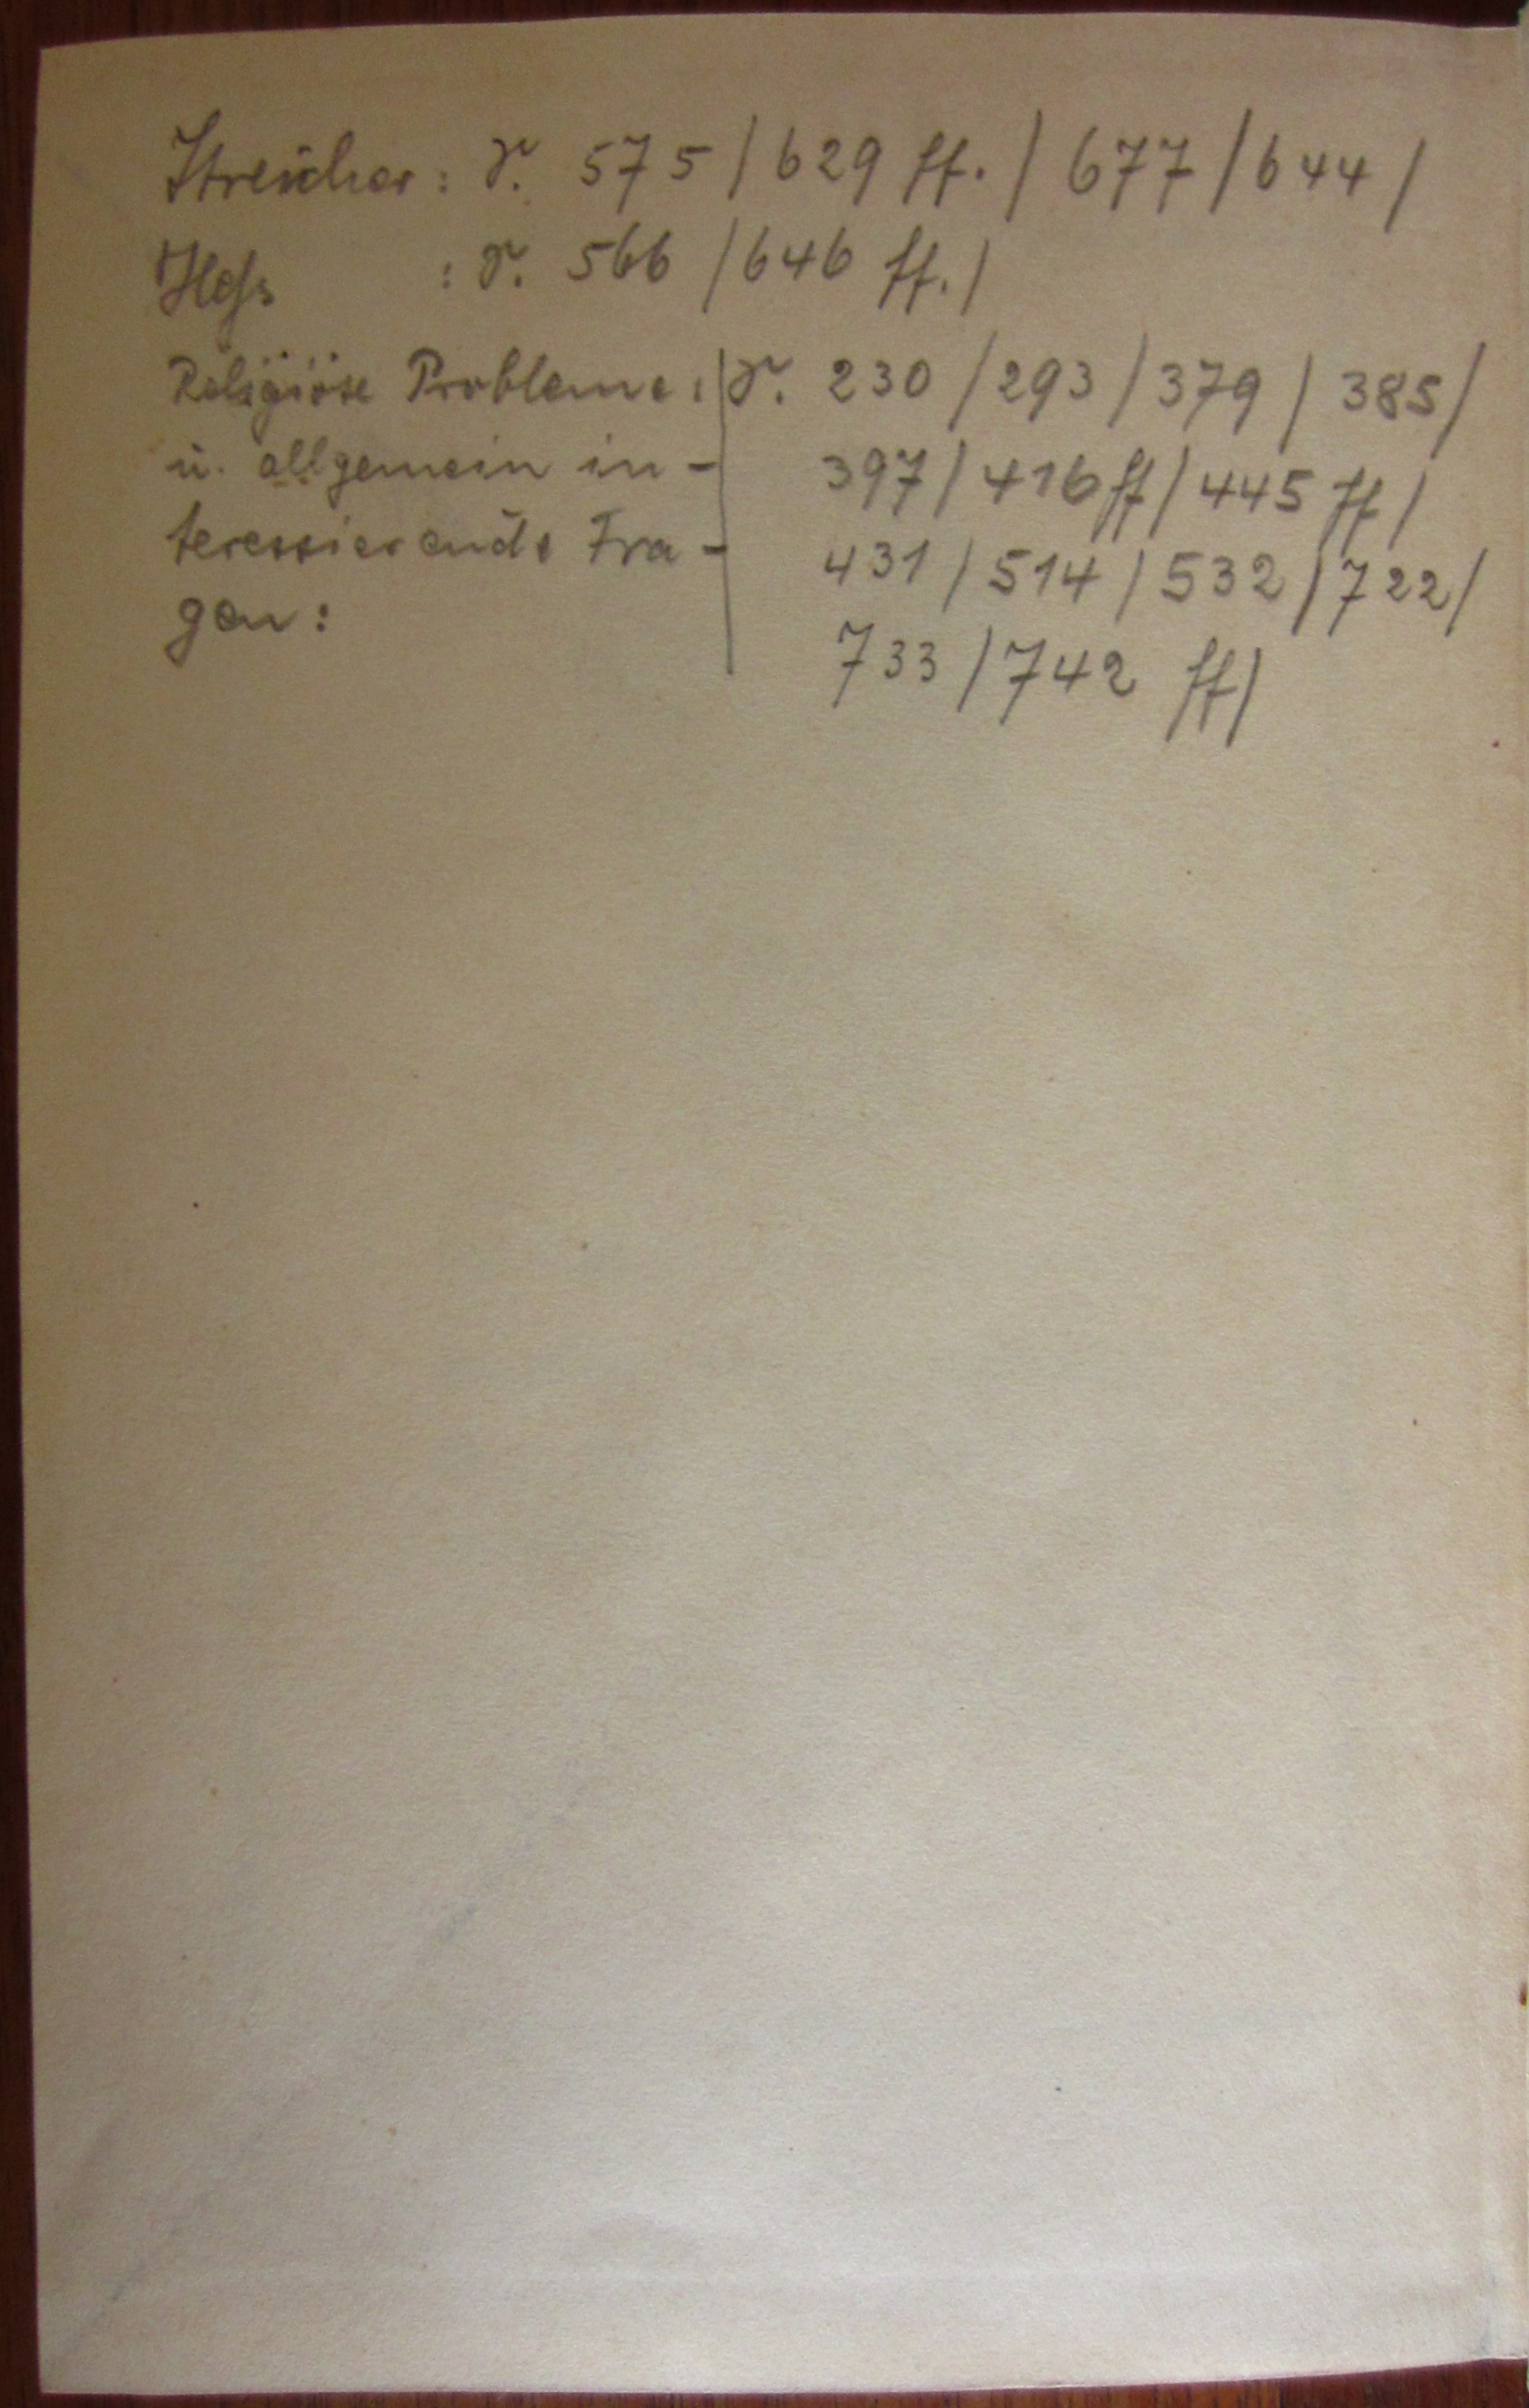 Streicher: S. 575 / 629 ff. / 677 / 644 /
Heß : S. 566 / 646 ff. /
Religiöse Probleme: S. 230 / 293 / 379 / 385 /
u. allgemein in- 397 / 416 ff / 445 ff /
teressierende Fra- 431 / 514 / 532 / 722 /
gen: 733 / 742 ff /